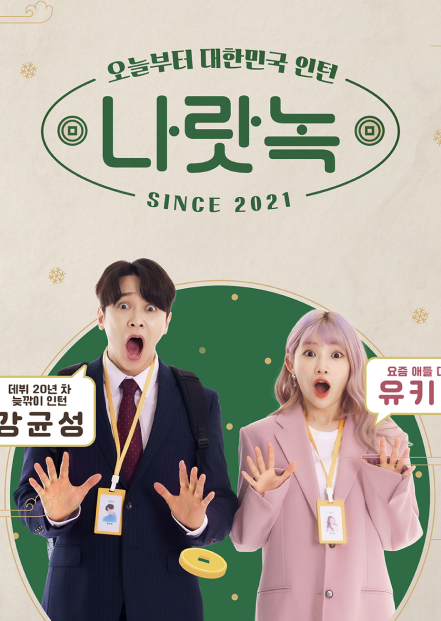 오늘부터 대한민국 인턴
나랏녹
SINCE 2021
데뷔 20년 차
늦깎이 인턴
강균성
요즘 애들
유키